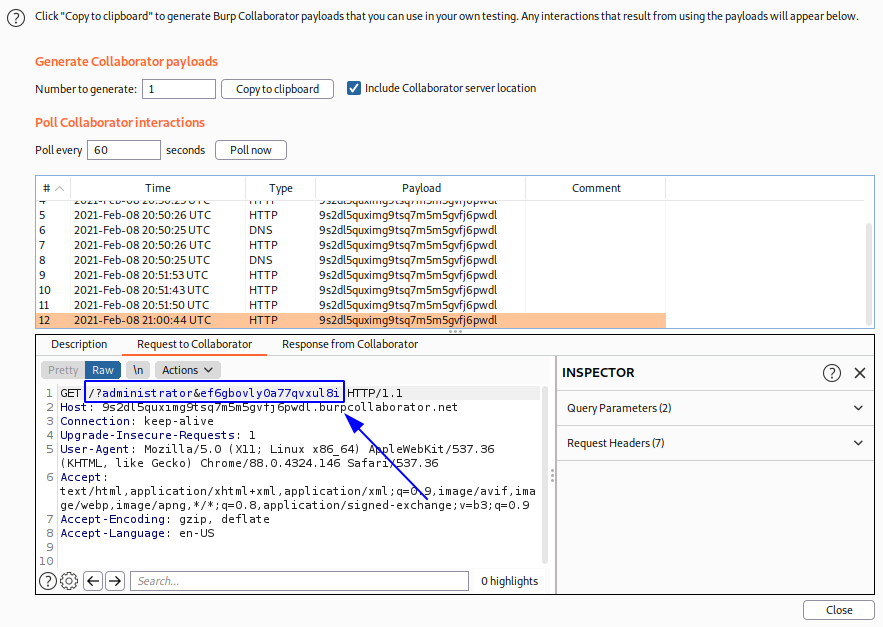 Click "Copy to clipboard" to generate Burp Collaborator payloads that you can use in your own testing. Any interactions that result from using the payloads will appear below.
Generate Collaborator payloads
Number to generate: 1 Copy to clipboard Include Collaborator server location
Poll Collaborator interactions
Poll every 60 seconds Poll now
# Time Type Payload Comment
5 2021-Feb-08 20:50:26 UTC HTTP 9s2dl5quximg9tsq7m5m5gvfj6pwdl
6 2021-Feb-08 20:50:25 UTC DNS 9s2dl5quximg9tsq7m5m5gvfj6pwdl
7 2021-Feb-08 20:50:26 UTC HTTP 9s2dl5quximg9tsq7m5m5gvfj6pwdl
8 2021-Feb-08 20:50:25 UTC DNS 9s2dl5quximg9tsq7m5m5gvfj6pwdl
9 2021-Feb-08 20:51:53 UTC HTTP 9s2dl5quximg9tsq7m5m5gvfj6pwdl
10 2021-Feb-08 20:51:43 UTC HTTP 9s2dl5quximg9tsq7m5m5gvfj6pwdl
11 2021-Feb-08 20:51:50 UTC HTTP 9s2dl5quximg9tsq7m5m5gvfj6pwdl
12 2021-Feb-08 21:00:44 UTC HTTP 9s2dl5quximg9tsq7m5m5gvfj6pwdl
Description Request to Collaborator Response from Collaborator
Pretty Raw \n Actions
1 GET /?administrator&ef6gbovly0a77qvxul8i HTTP/1.1
2 Host: 9s2dl5quximg9tsq7m5m5gvfj6pwdl.burpcollaborator.net
3 Connection: keep-alive
4 Upgrade-Insecure-Requests: 1
5 User-Agent: Mozilla/5.0 (X11; Linux x86_64) AppleWebKit/537.36
(KHTML, like Gecko) Chrome/88.0.4324.146 Safari/537.36
6 Accept:
text/html,application/xhtml+xml,application/xml;q=0.9,image/avif,ima
ge/webp,image/apng,*/*;q=0.8,application/signed-exchange;v=b3;q=0.9
7 Accept-Encoding: gzip, deflate
8 Accept-Language: en-US
9
10
Search... 0 highlights
INSPECTOR
Query Parameters (2)
Request Headers (7)
Close